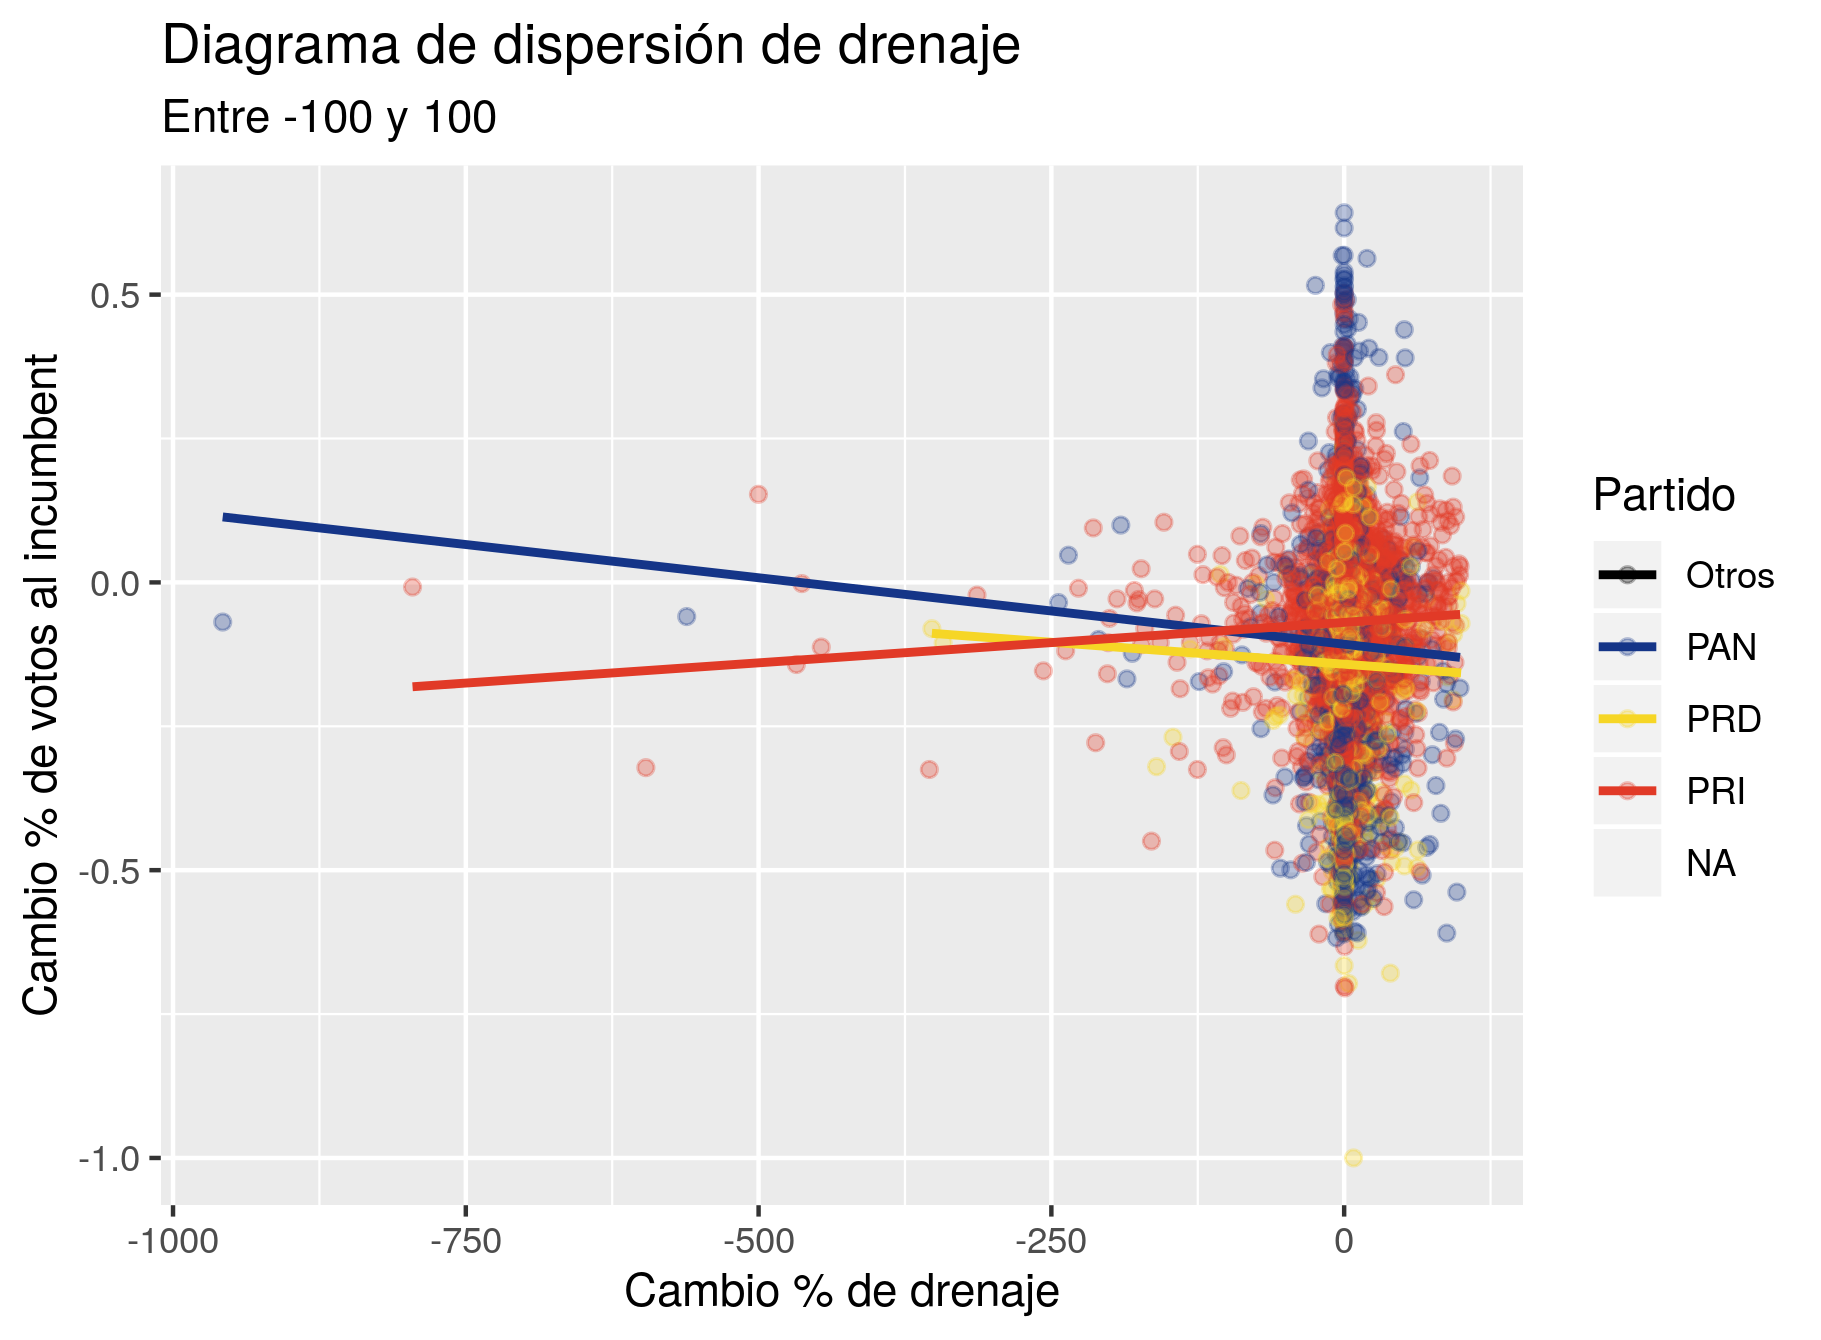 Diagrama de dispersión de drenaje
Entre -100 y 100
Cambio % de votos al incumbent
0.5
0.0
-0.5
-1.0
-1000
-750
-500
-250
0
Cambio % de drenaje
Partido
Otros
PAN
PRD
PRI
NA